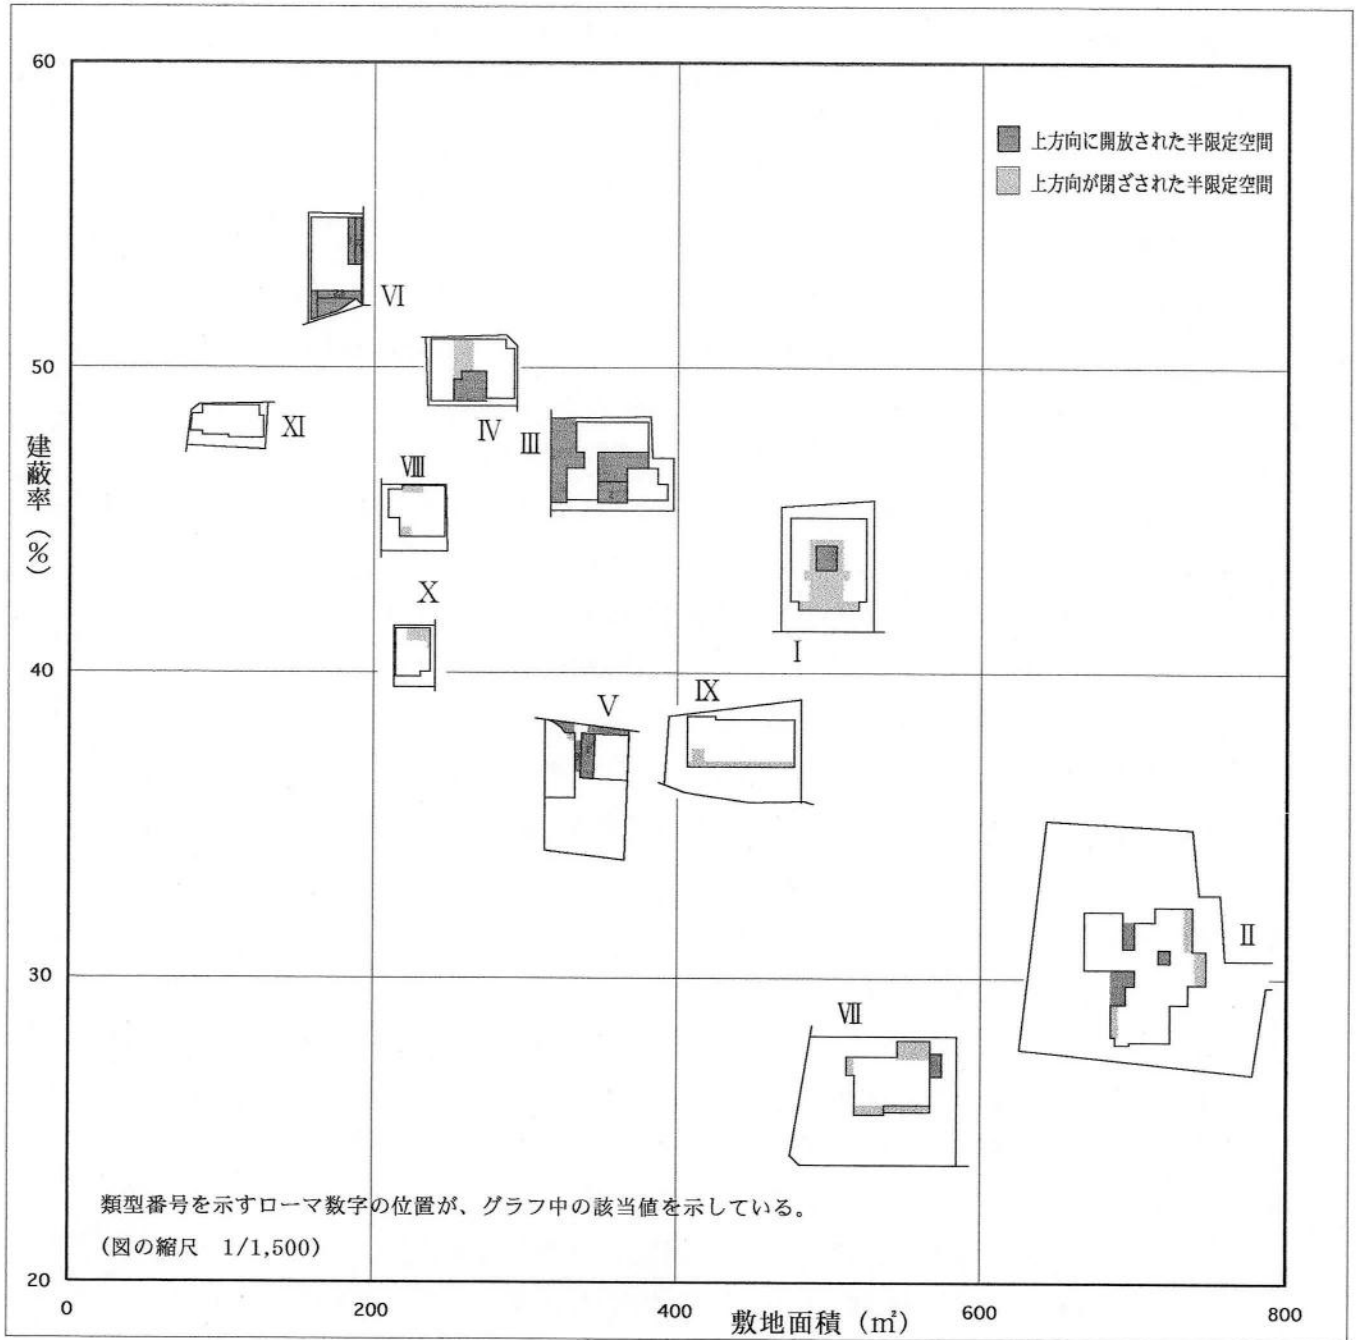 60
上方向に開放された半限定空間
上方向が閉ざされた半限定空間
Ⅵ
50
Ⅺ
Ⅳ
Ⅲ
建蔽率（％）
Ⅷ
Ⅹ
Ⅰ
40
Ⅴ
Ⅸ
Ⅱ
30
Ⅶ
類型番号を示すローマ数字の位置が、グラフ中の該当値を示している。
(図の縮尺 1/1,500)
20
0 200 400 600 800
敷地面積（㎡）